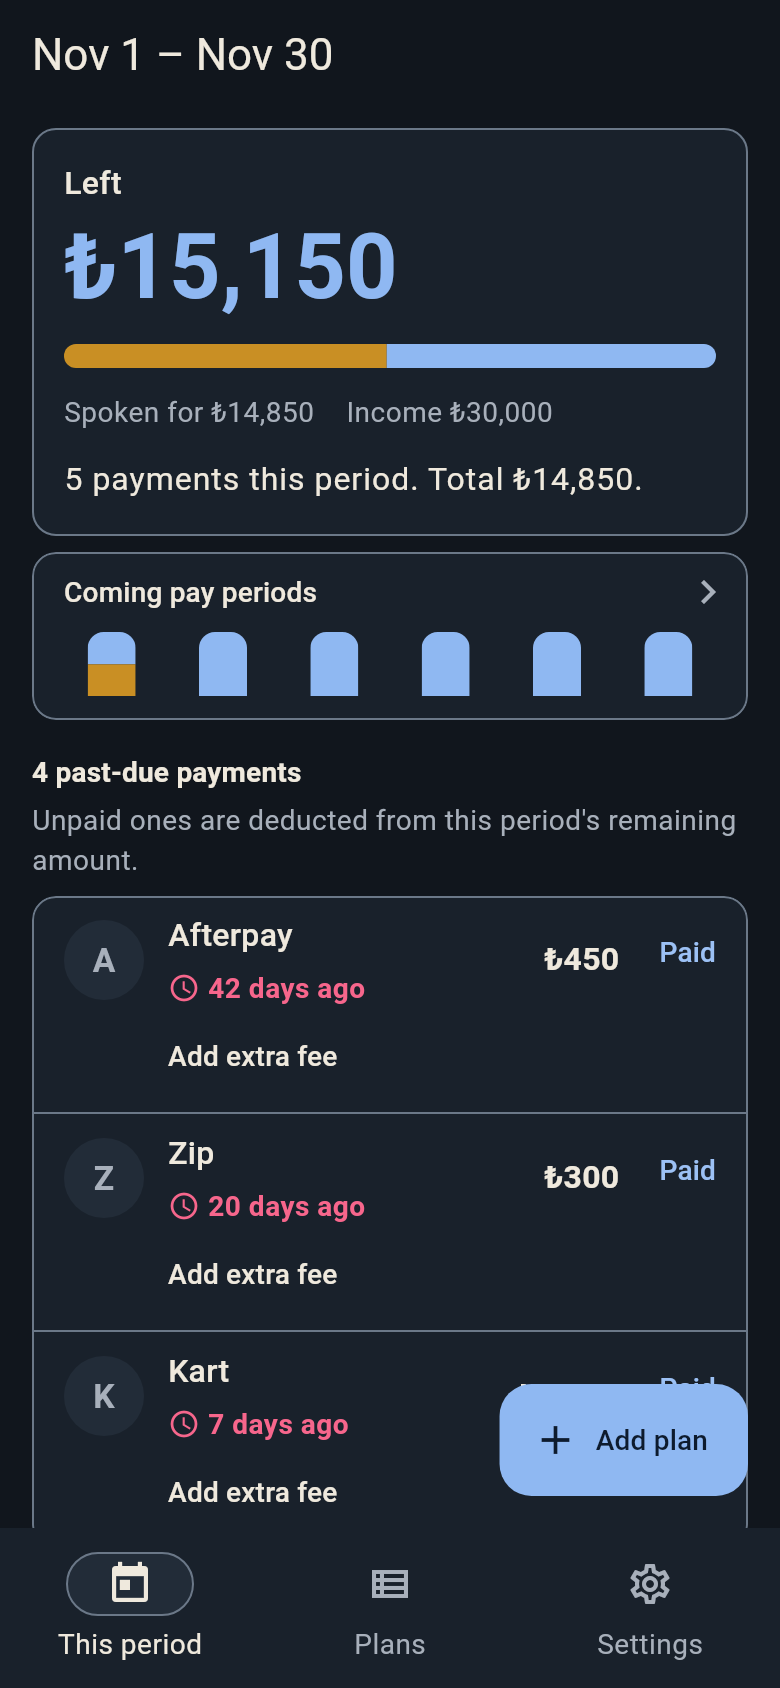 Nov 1 – Nov 30
Left
₺15,150
Spoken for ₺14,850 Income ₺30,000
5 payments this period. Total ₺14,850.
Coming pay periods
4 past-due payments
Unpaid ones are deducted from this period's remaining
amount.
A
Afterpay
₺450
Paid
42 days ago
Add extra fee
Z
Zip
₺300
Paid
20 days ago
Add extra fee
K
Kart
7 days ago
Add extra fee
Add plan
This period
Plans
Settings